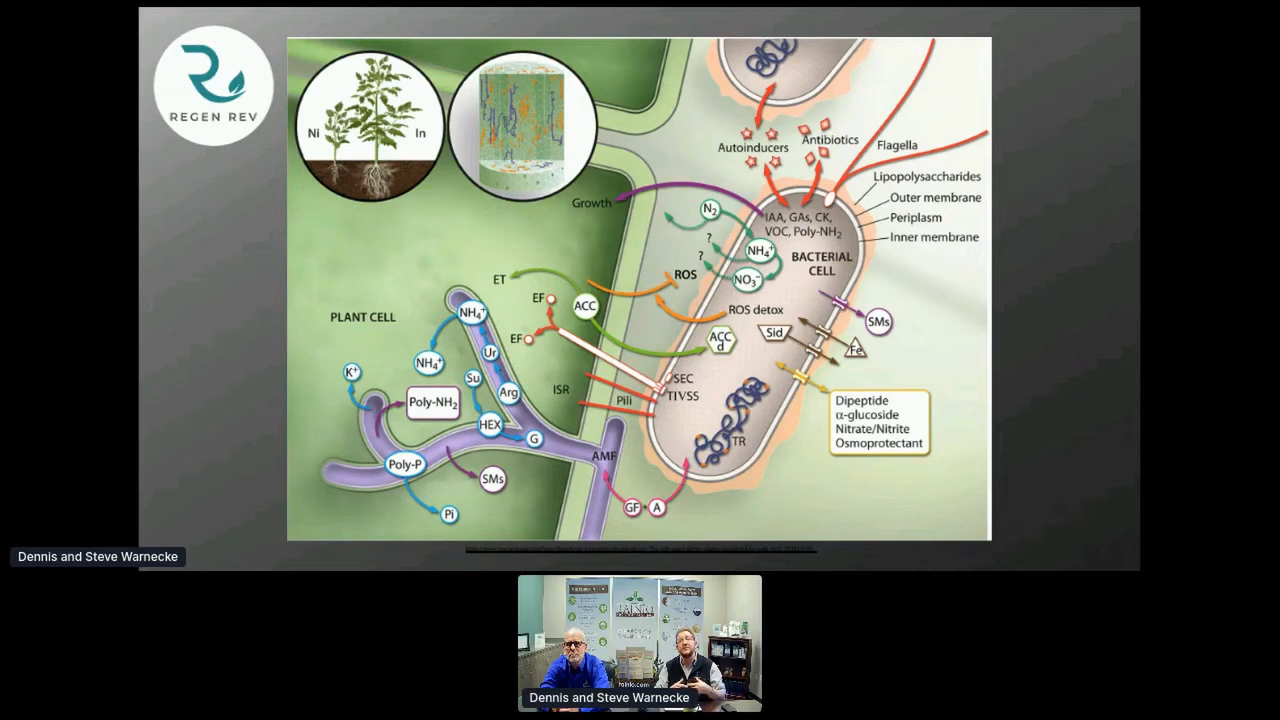 REGEN REV
Ni
In
Autoinducers
Antibiotics
Flagella
Lipopolysaccharides
Outer membrane
Periplasm
Inner membrane
Growth
N2
IAA, GAs, CK,
VOC, Poly-NH2
?
NH4+
?
NO3−
BACTERIAL
CELL
ROS
ET
EF
ACC
ROS detox
PLANT CELL
NH4+
EF
ACC
d
Sid
SMs
Fe
NH4+
Ur
K+
Su
Arg
ISR
Pili
SEC
TIVSS
Poly-NH2
Dipeptide
α-glucoside
Nitrate/Nitrite
Osmoprotectant
HEX
G
TR
AMF
Poly-P
SMs
Pi
GF
A
Dennis and Steve Warnecke
TAINIO
tainio.com
Dennis and Steve Warnecke